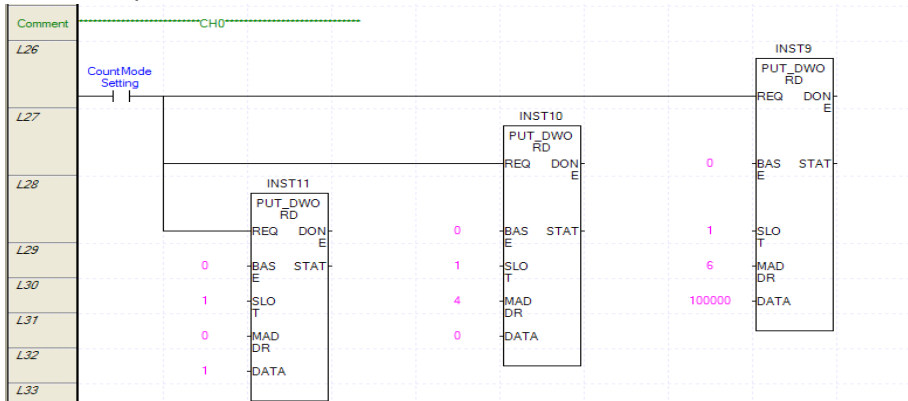 Comment CH0
L26
INST9
CountMode
Setting
PUT_DWO
RD
REQ DON
E
L27
INST10
PUT_DWO
RD
REQ DON
E
0 BAS STAT
E
L28
INST11
PUT_DWO
RD
REQ DON
E
0 BAS STAT
E
1 SLO
T
L29
0 BAS STAT
E
1 SLO
T
6 MAD
DR
L30
1 SLO
T
4 MAD
DR
100000 DATA
L31
0 MAD
DR
0 DATA
L32
1 DATA
L33